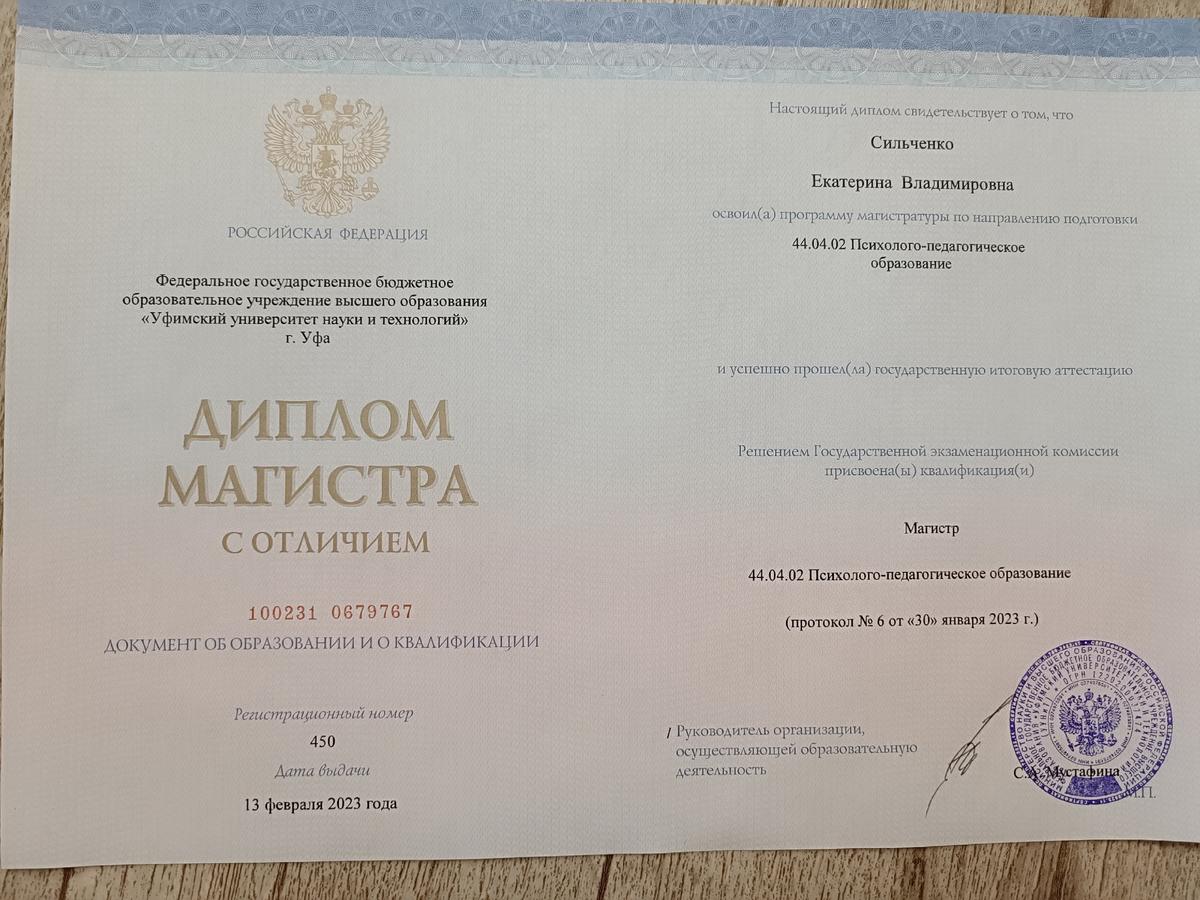 РОССИЙСКАЯ ФЕДЕРАЦИЯ
Федеральное государственное бюджетное
образовательное учреждение высшего образования
«Уфимский университет науки и технологий»
г. Уфа
ДИПЛОМ
МАГИСТРА
С ОТЛИЧИЕМ
100231 0679767
ДОКУМЕНТ ОБ ОБРАЗОВАНИИ И О КВАЛИФИКАЦИИ
Регистрационный номер
450
Дата выдачи
13 февраля 2023 года
Настоящий диплом свидетельствует о том, что
Сильченко
Екатерина Владимировна
освоил(а) программу магистратуры по направлению подготовки
44.04.02 Психолого-педагогическое
образование
и успешно прошел(ла) государственную итоговую аттестацию
Решением Государственной экзаменационной комиссии
присвоена(ы) квалификация(и)
Магистр
44.04.02 Психолого-педагогическое образование
(протокол № 6 от «30» января 2023 г.)
/ Руководитель организации,
осуществляющей образовательную
деятельность
Мустафина
М.П.